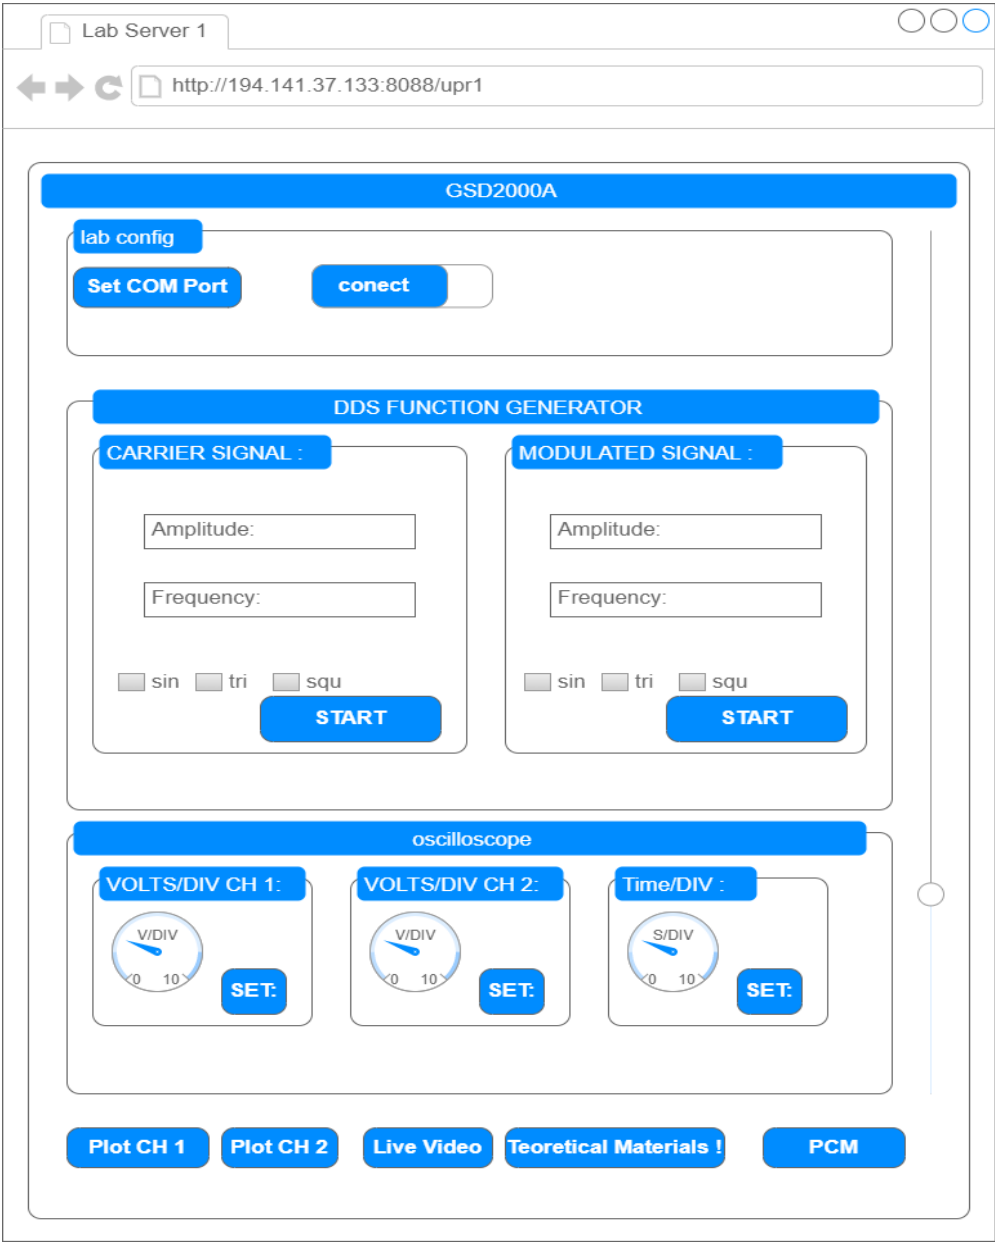 Lab Server 1
http://194.141.37.133:8088/upr1
GSD2000A
lab config
Set COM Port
conect
DDS FUNCTION GENERATOR
CARRIER SIGNAL :
Amplitude:
Frequency:
sin tri squ
START
MODULATED SIGNAL :
Amplitude:
Frequency:
sin tri squ
START
oscilloscope
VOLTS/DIV CH 1:
V/DIV
0 10
SET:
VOLTS/DIV CH 2:
V/DIV
0 10
SET:
Time/DIV :
S/DIV
0 10
SET:
Plot CH 1
Plot CH 2
Live Video
Teoretical Materials !
PCM